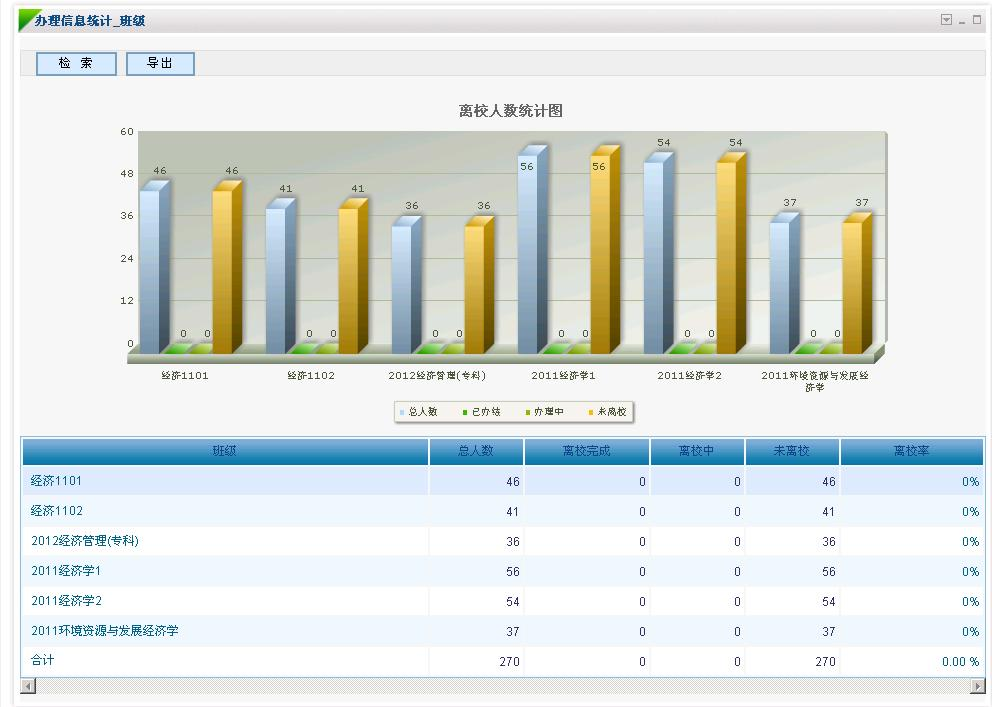 办理信息统计_班级
检 索 导出
离校人数统计图
60
48
36
24
12
0
46 0 0 46
41 0 0 41
36 0 0 36
56 0 0 56
54 0 0 54
37 0 0 37
经济1101 经济1102 2012经济管理(专科) 2011经济学1 2011经济学2 2011环境资源与发展经
济学
总人数 已办结 办理中 未离校
班级 总人数 离校完成 离校中 未离校 离校率
经济1101 46 0 0 46 0%
经济1102 41 0 0 41 0%
2012经济管理(专科) 36 0 0 36 0%
2011经济学1 56 0 0 56 0%
2011经济学2 54 0 0 54 0%
2011环境资源与发展经济学 37 0 0 37 0%
合计 270 0 0 270 0.00 %